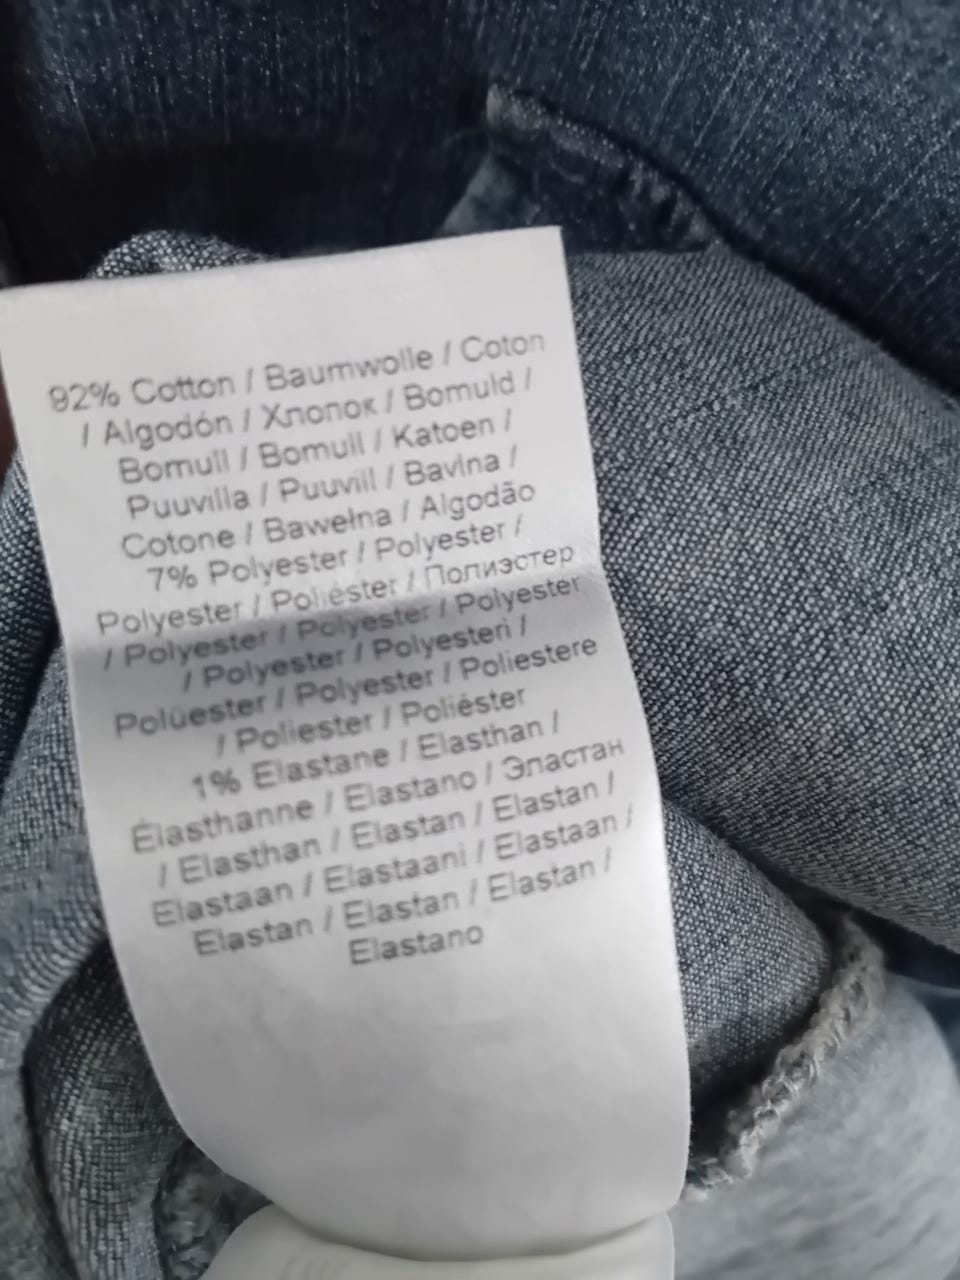 92% Cotton / Baumwolle / Coton
/ Algodón / Хлопок / Bomuld /
Bomull / Bomull / Katoen /
Puuvilla / Puuvill / Bavlna /
Cotone / Bawełna / Algodão
7% Polyester / Polyester /
Polyester / Poliéster / Полиэстер
/ Polyester / Polyester / Polyester
/ Polyester / Polyesteri /
Polüester / Polyester / Poliestere
/ Poliester / Poliéster
1% Elastane / Elasthan /
Élasthanne / Elastano / Эластан
/ Elasthan / Elastan / Elastan /
Elastaan / Elastaani / Elastaan /
Elastan / Elastan / Elastan /
Elastano